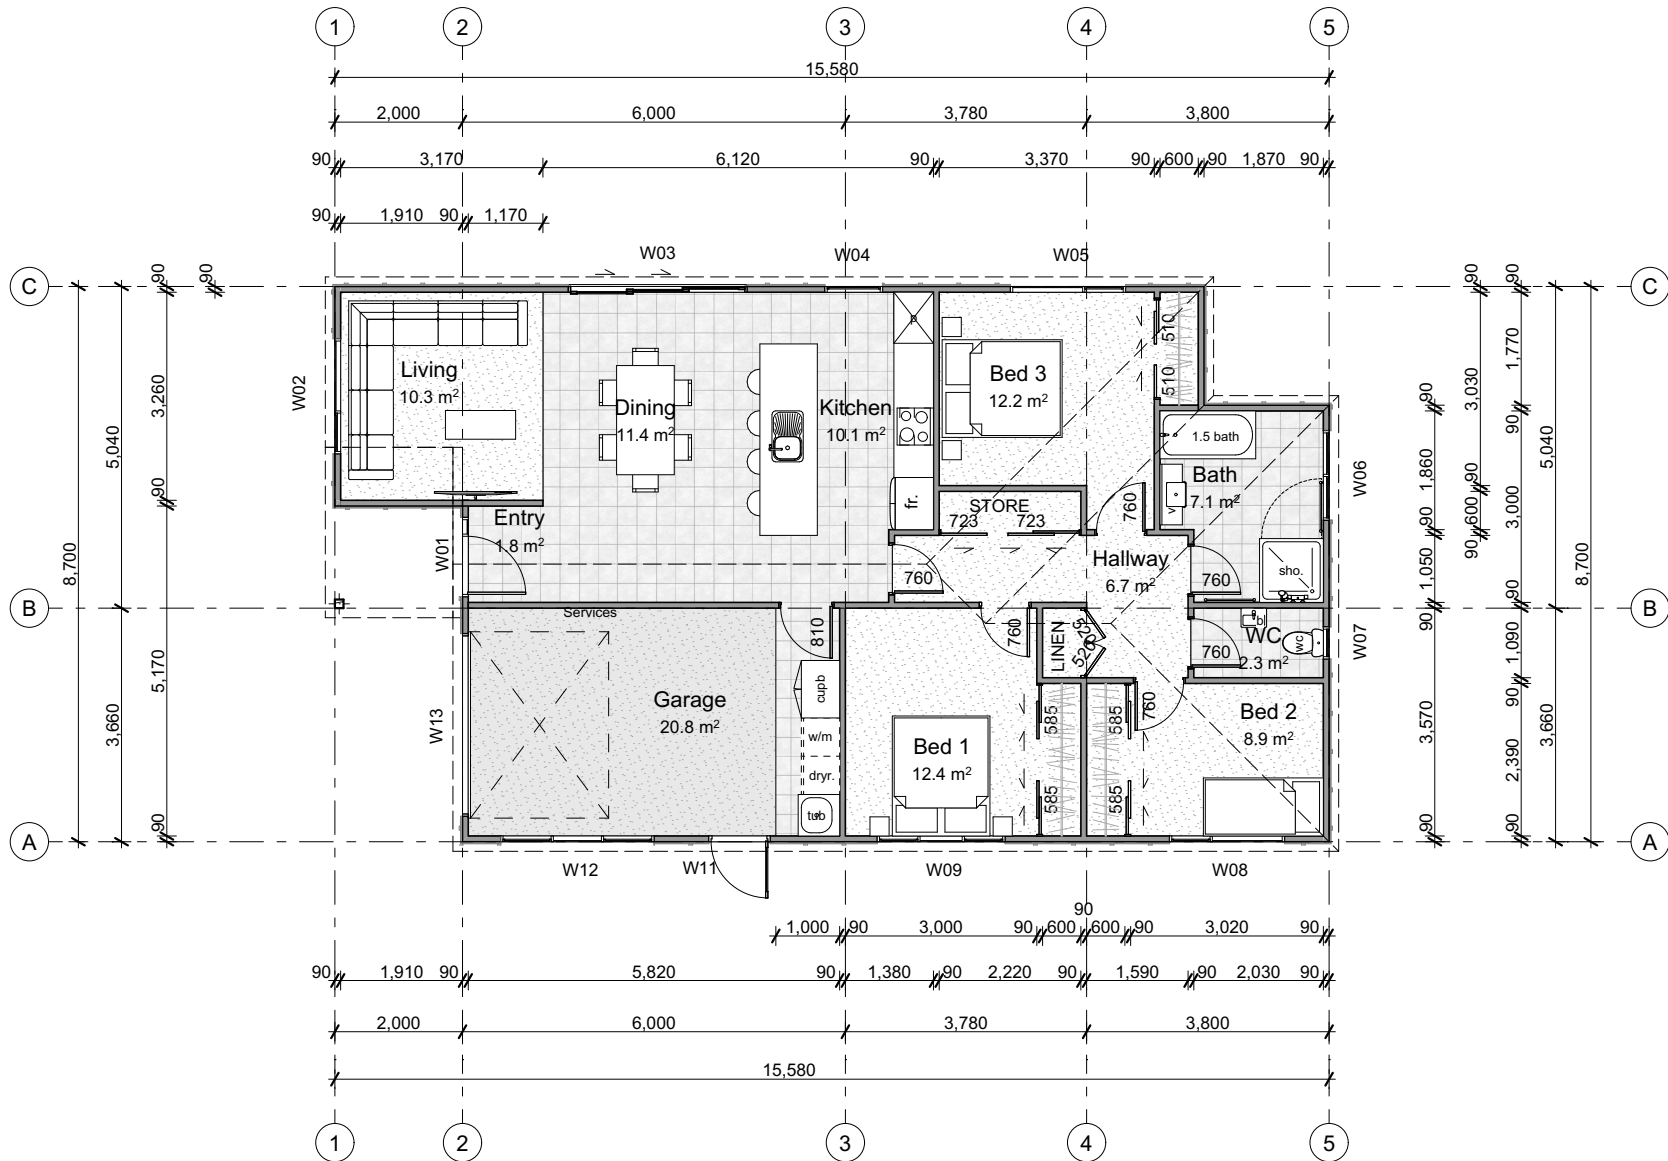 1 2 3 4 5
15,580
2,000 6,000 3,780 3,800
90 3,170 6,120 90 3,370 90 600 90 1,870 90
90 1,910 90 1,170
W03 W04 W05
C 90 90 90 90 C
Living
10.3 m²
Dining
11.4 m²
Kitchen
10.1 m²
Bed 3
12.2 m²
510
510
1.5 bath
Bath
7.1 m²
v
sho.
W02
W06
fr.
STORE
723 723
760
Entry
1.8 m²
W01
760
Hallway
6.7 m²
760
3,260
5,040
90
8,700
90
1,770
3,030
90
90
1,860
5,040
90
600
90
3,000
90
1,050
8,700
B B
Services
810
760
LINEN
520
520
760
b
WC
2.3 m²
wc
W07
90
90
1,090
5,170
3,660
W13
Garage
20.8 m²
cupb
w/m
dryr.
tub
Bed 1
12.4 m²
585
585
585
585
760
Bed 2
8.9 m²
90
3,570
2,390
3,660
90
90
90
A A
W12 W11 W09 W08
90
1,000 90 3,000 90 600 600 90 3,020 90
90 1,910 90 5,820 90 1,380 90 2,220 90 1,590 90 2,030 90
2,000 6,000 3,780 3,800
15,580
1 2 3 4 5